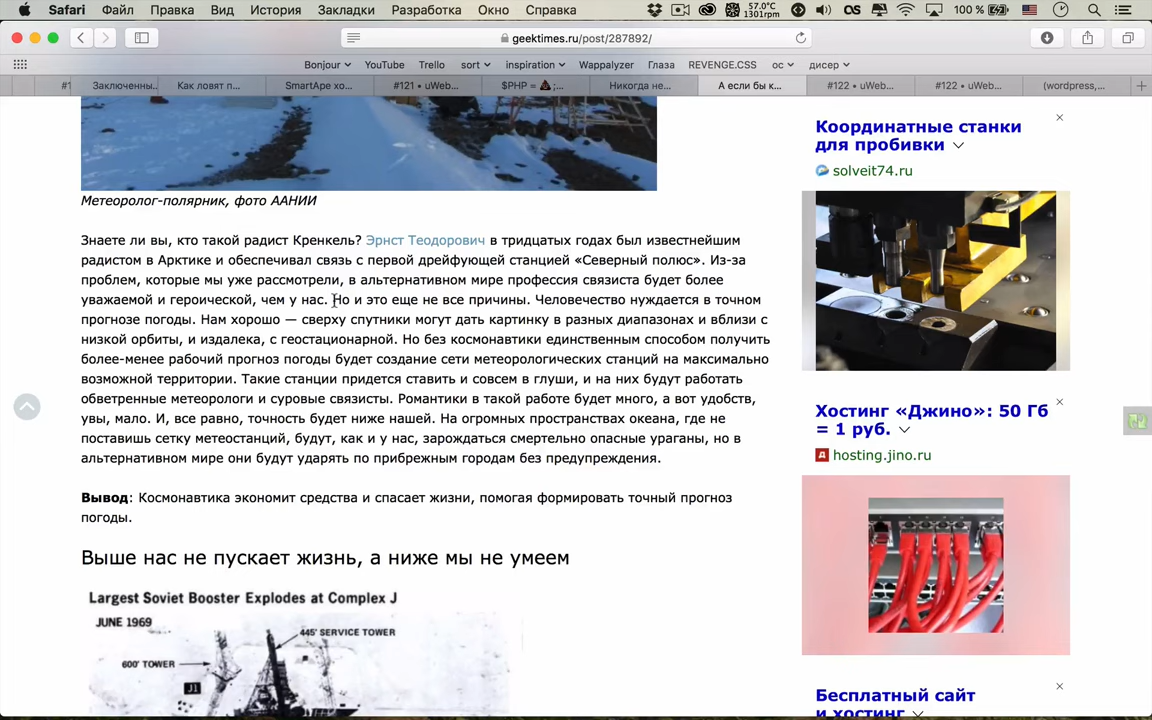 Safari Файл Правка Вид История Закладки Разработка Окно Справка 57.0°C 1301rpm 100 %
geektimes.ru/post/287892/
Bonjour YouTube Trello sort inspiration Wappalyzer Глаза REVENGE.CSS ос дисер
#1 Заключенны... Как ловят п... SmartApe хо... #121 • uWeb... $PHP = 💩;... Никогда не... А если бы к... #122 • uWeb... #122 • uWeb... (wordpress,...
Метеоролог-полярник, фото ААНИИ
Знаете ли вы, кто такой радист Кренкель? Эрнст Теодорович в тридцатых годах был известнейшим
радистом в Арктике и обеспечивал связь с первой дрейфующей станцией «Северный полюс». Из-за
проблем, которые мы уже рассмотрели, в альтернативном мире профессия связиста будет более
уважаемой и героической, чем у нас. Но и это еще не все причины. Человечество нуждается в точном
прогнозе погоды. Нам хорошо — сверху спутники могут дать картинку в разных диапазонах и вблизи с
низкой орбиты, и издалека, с геостационарной. Но без космонавтики единственным способом получить
более-менее рабочий прогноз погоды будет создание сети метеорологических станций на максимально
возможной территории. Такие станции придется ставить и совсем в глуши, и на них будут работать
обветренные метеорологи и суровые связисты. Романтики в такой работе будет много, а вот удобств,
увы, мало. И, все равно, точность будет ниже нашей. На огромных пространствах океана, где не
поставишь сетку метеостанций, будут, как и у нас, зарождаться смертельно опасные ураганы, но в
альтернативном мире они будут ударять по прибрежным городам без предупреждения.
Вывод: Космонавтика экономит средства и спасает жизни, помогая формировать точный прогноз
погоды.
Выше нас не пускает жизнь, а ниже мы не умеем
Largest Soviet Booster Explodes at Complex J
JUNE 1969
445' SERVICE TOWER
600' TOWER
J1
Координатные станки
для пробивки
solveit74.ru
Хостинг «Джино»: 50 Гб
= 1 руб.
hosting.jino.ru
Бесплатный сайт
и хостинг